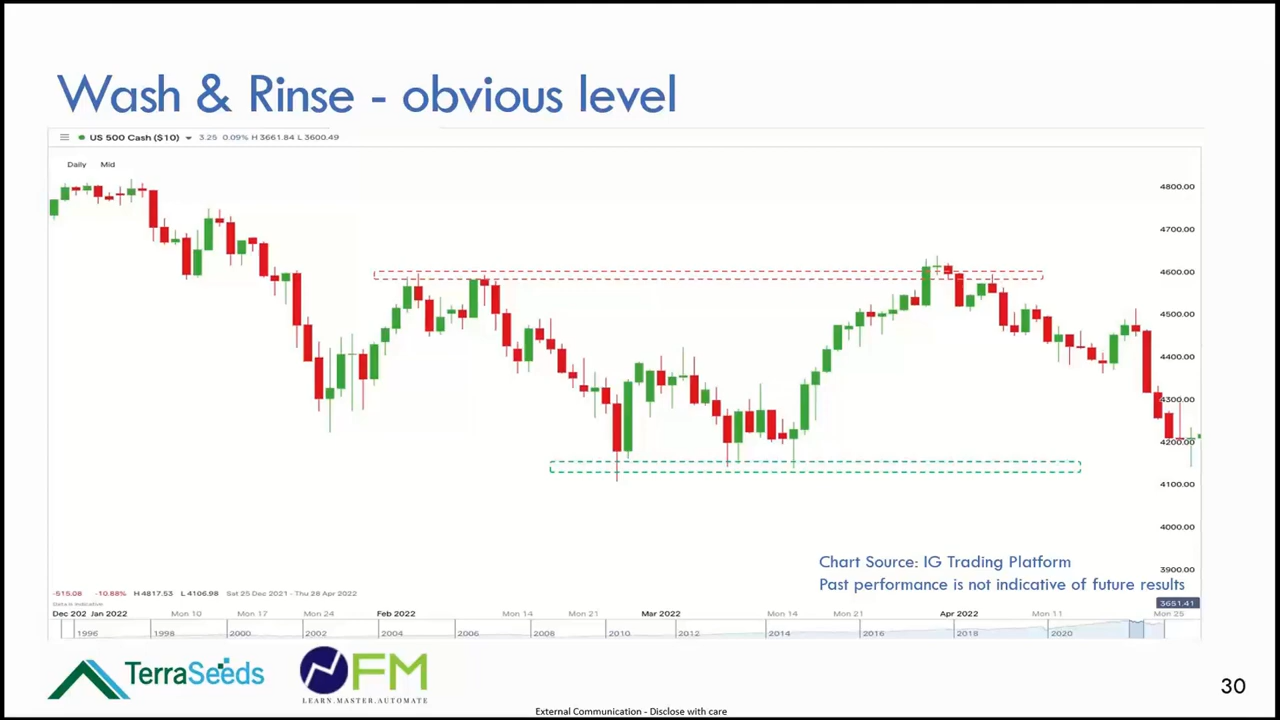 Wash & Rinse - obvious level
US 500 Cash ($10) 3.25 0.09% H 3661.84 L 3600.49
Daily Mid
4800.00
4700.00
4600.00
4500.00
4400.00
4300.00
4200.00
4100.00
4000.00
3900.00
Chart Source: IG Trading Platform
Past performance is not indicative of future results
-515.08 -10.88% H 4817.53 L 4106.98 Sat 25 Dec 2021 - Thu 28 Apr 2022
Data is indicative
3651.41
Dec 202 Jan 2022 Mon 10 Mon 17 Mon 24 Feb 2022 Mon 14 Mon 21 Mar 2022 Mon 14 Mon 21 Apr 2022 Mon 11 Mon 25
1996 1998 2000 2002 2004 2006 2008 2010 2012 2014 2016 2018 2020
TerraSeeds
FM
LEARN.MASTER.AUTOMATE
30
External Communication - Disclose with care